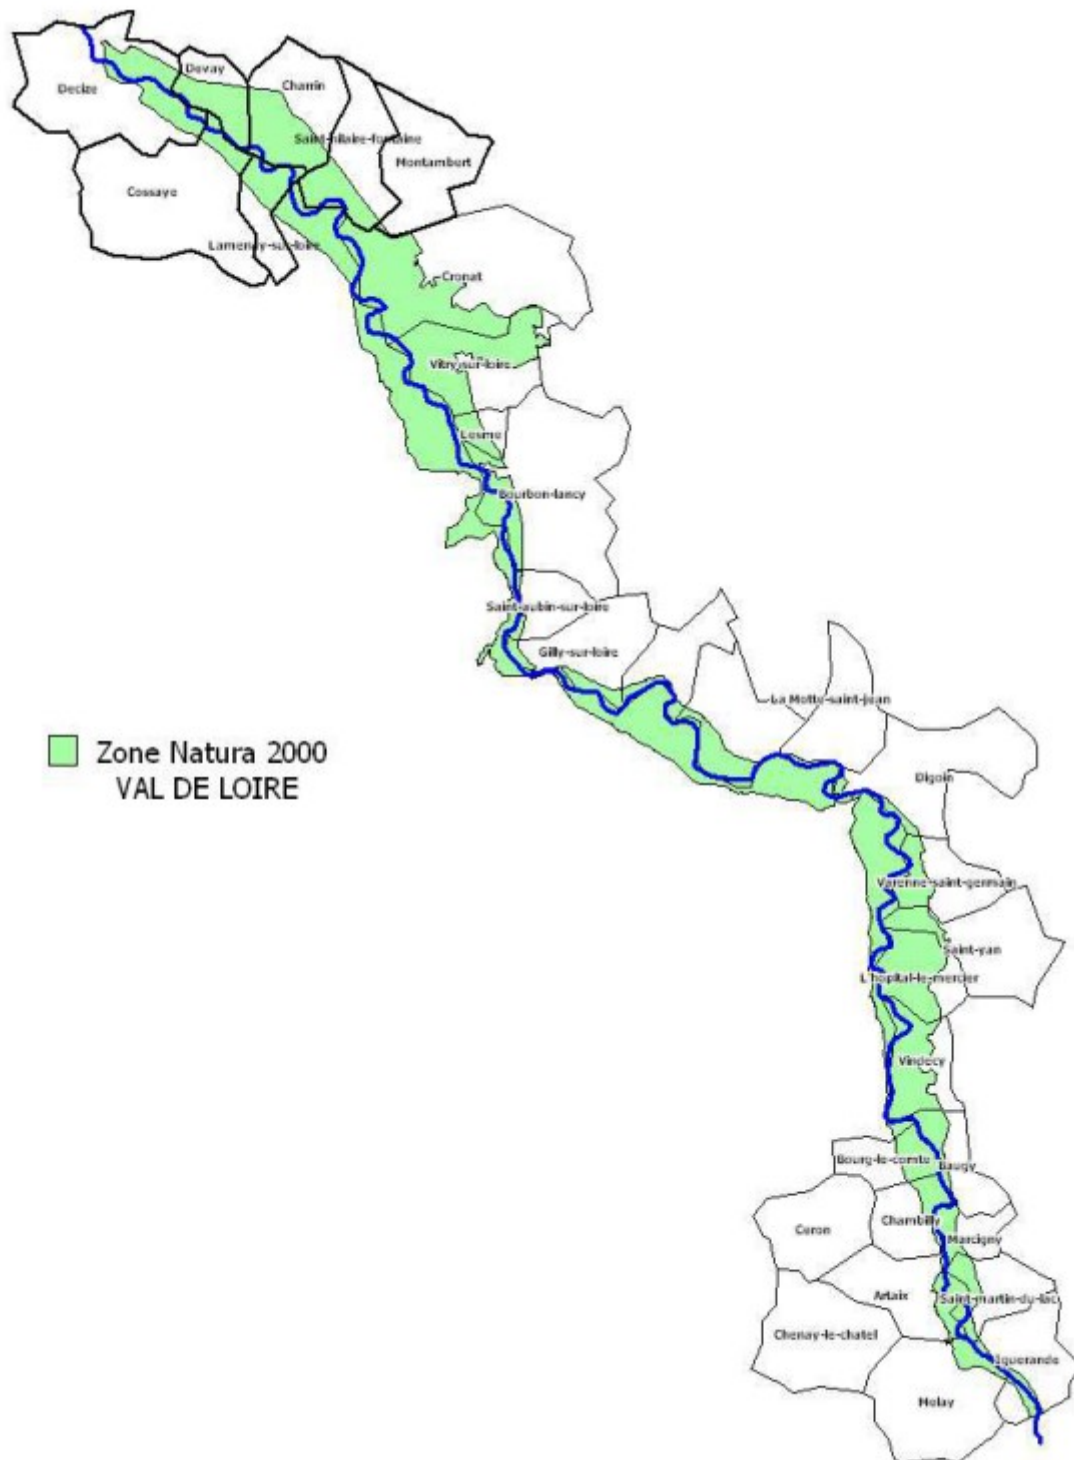 Decize
Devay
Charrin
Saint-hilaire-fontaine
Montambert
Cossaye
Lamenay-sur-loire
Cronat
Vitry-sur-loire
Lesme
Bourbon-lancy
Saint-aubin-sur-loire
Gilly-sur-loire
La Motte-saint-jean
Zone Natura 2000
VAL DE LOIRE
Digoin
Varenne-saint-germain
Saint-yan
L'hopital-le-mercier
Vindecy
Bourg-le-comte
Baugy
Ceron
Chambilly
Marcigny
Artaix
Saint-martin-du-lac
Chenay-le-chatel
Iguerande
Melay